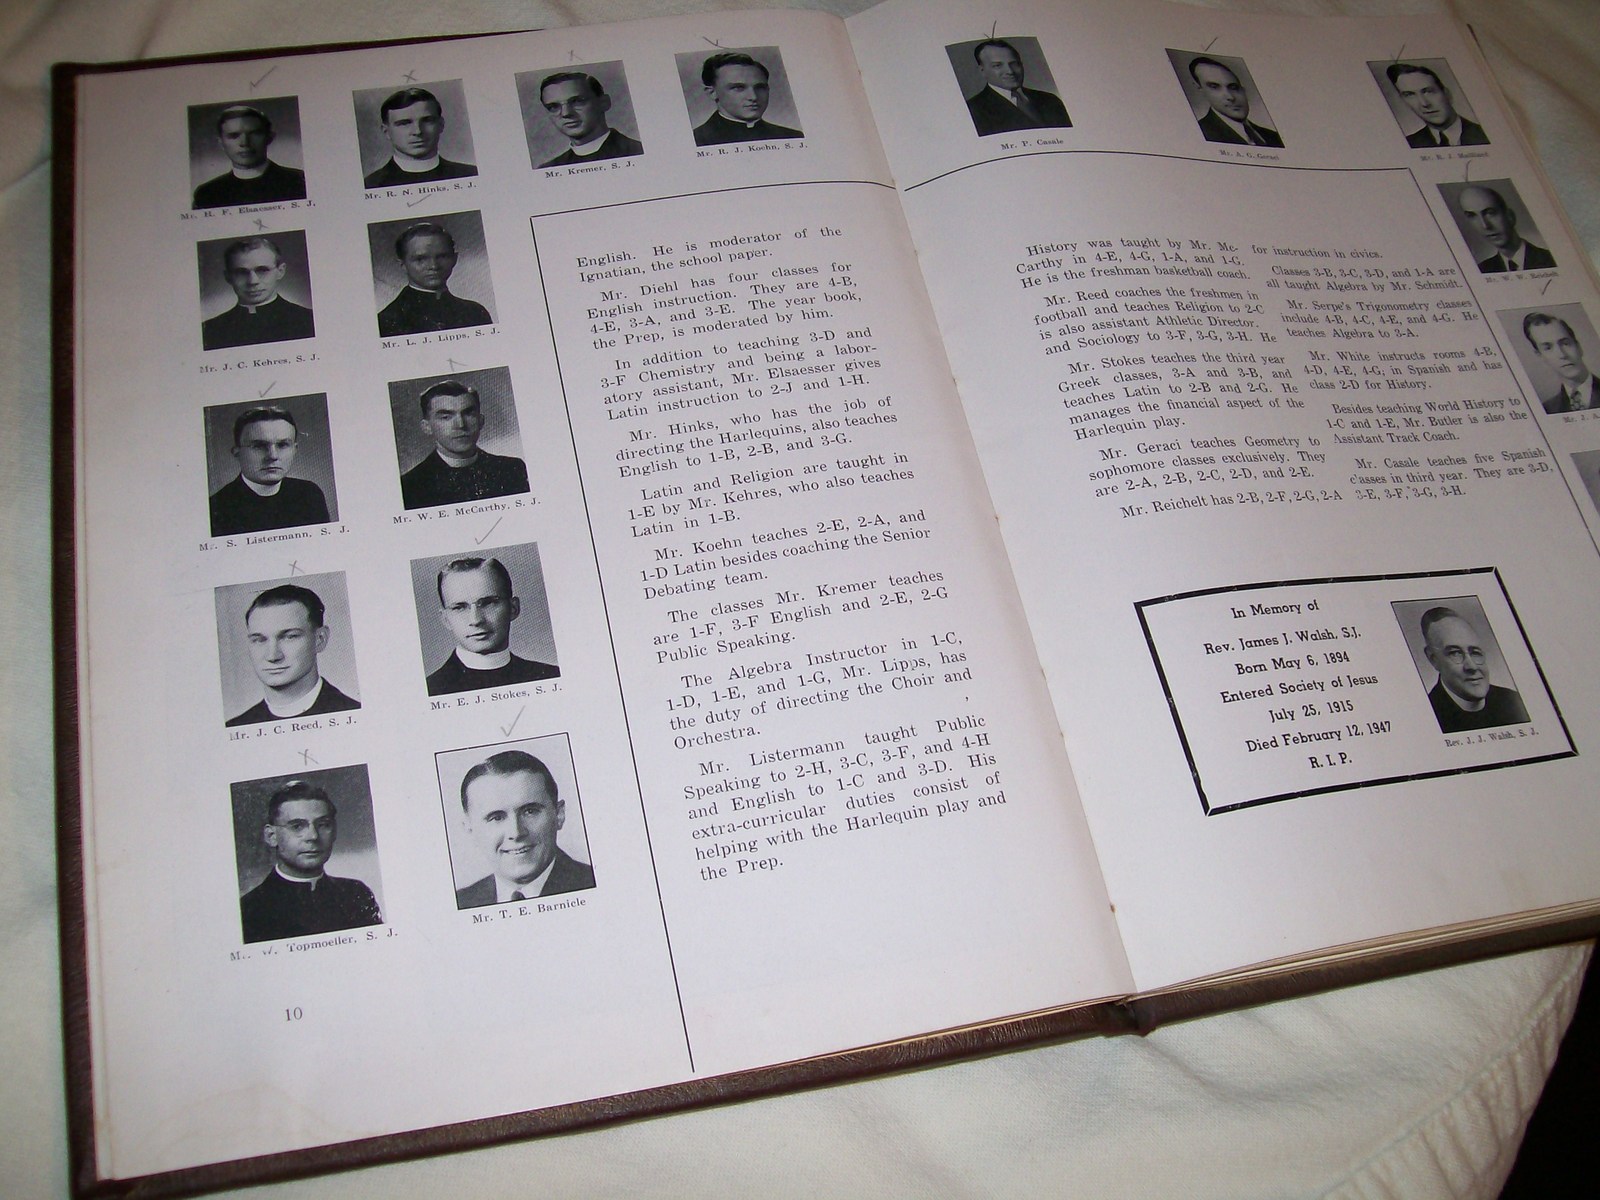 Mr. H. F. Elsaesser, S. J.
Mr. R. N. Hinks, S. J.
Mr. Kremer, S. J.
Mr. R. J. Koehn, S. J.
Mr. J. C. Kehres, S. J.
Mr. L. J. Lipps, S. J.
S. Listermann, S. J.
Mr. W. E. McCarthy, S. J.
Mr. J. C. Reed, S. J.
Mr. E. J. Stokes, S. J.
W. Topmoeller, S. J.
Mr. T. E. Barnicle
10
English. He is moderator of the
Ignatian, the school paper.
Mr. Diehl has four classes for
English instruction. They are 4-B,
4-E, 3-A, and 3-E. The year book,
the Prep, is moderated by him.
In addition to teaching 3-D and
3-F Chemistry and being a labor-
atory assistant, Mr. Elsaesser gives
Latin instruction to 2-J and 1-H.
Mr. Hinks, who has the job of
directing the Harlequins, also teaches
English to 1-B, 2-B, and 3-G.
Latin and Religion are taught in
1-E by Mr. Kehres, who also teaches
Latin in 1-B.
Mr. Koehn teaches 2-E, 2-A, and
1-D Latin besides coaching the Senior
Debating team.
The classes Mr. Kremer teaches
are 1-F, 3-F English and 2-E, 2-G
Public Speaking.
The Algebra Instructor in 1-C,
1-D, 1-E, and 1-G, Mr. Lipps, has
the duty of directing the Choir and
Orchestra.
Mr. Listermann taught Public
Speaking to 2-H, 3-C, 3-F, and 4-H
and English to 1-C and 3-D. His
extra-curricular duties consist of
helping with the Harlequin play and
the Prep.
Mr. P. Casale
Mr. A. G. Geraci
Mr. W. W. Reichelt
History was taught by Mr. Mc-
Carthy in 4-E, 4-G, 1-A, and 1-G.
He is the freshman basketball coach.
Mr. Reed coaches the freshmen in
football and teaches Religion to 2-C
is also assistant Athletic Director.
and Sociology to 3-F, 3-G, 3-H. He
Mr. Stokes teaches the third year
Greek classes, 3-A and 3-B, and
teaches Latin to 2-B and 2-G. He
manages the financial aspect of the
Harlequin play.
Mr. Geraci teaches Geometry to
sophomore classes exclusively. They
are 2-A, 2-B, 2-C, 2-D, and 2-E.
Mr. Reichelt has 2-B, 2-F, 2-G, 2-A
for instruction in civics.
Classes 3-B, 3-C, 3-D, and 1-A are
all taught Algebra by Mr. Schmidt.
Mr. Serpe's Trigonometry classes
include 4-B, 4-C, 4-E, and 4-G. He
teaches Algebra to 3-A.
Mr. White instructs rooms 4-B,
4-D, 4-E, 4-G, in Spanish and has
class 2-D for History.
Besides teaching World History to
1-C and 1-E, Mr. Butler is also the
Assistant Track Coach.
Mr. Casale teaches five Spanish
classes in third year. They are 3-D,
3-E, 3-F, 3-G, 3-H.
In Memory of
Rev. James J. Walsh, S.J.
Born May 6, 1894
Entered Society of Jesus
July 25, 1915
Died February 12, 1947
R. I. P.
Rev. J. J. Walsh, S. J.